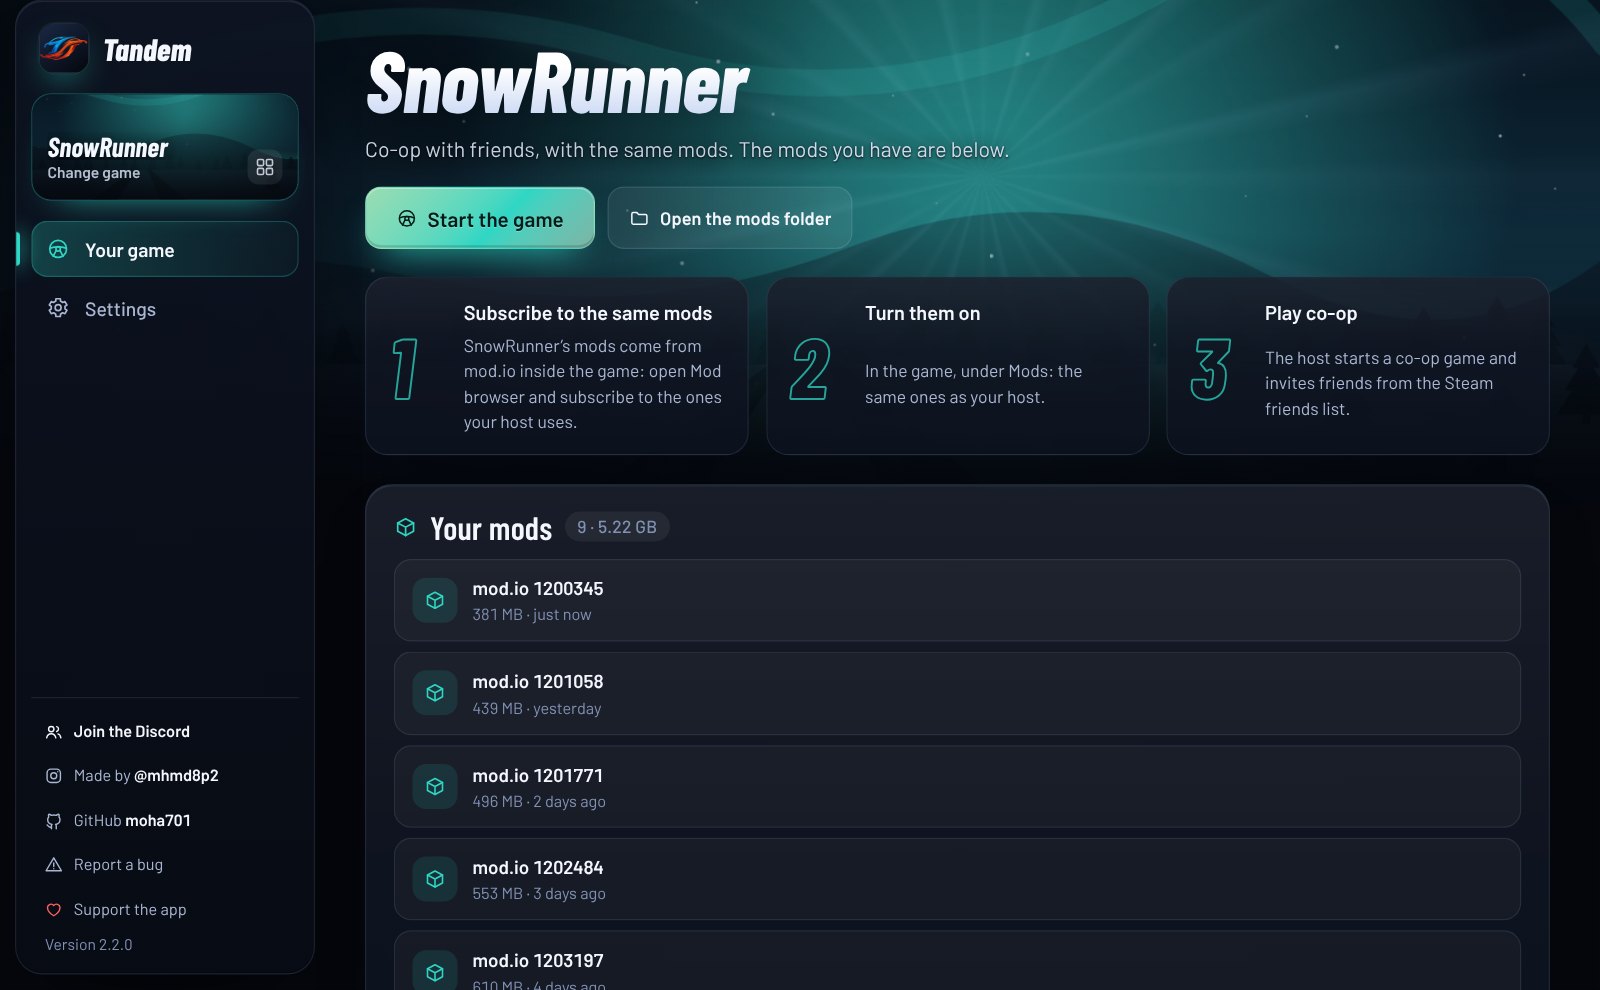 Tandem
SnowRunner
Change game
Your game
Settings
Join the Discord
Made by @mhmd8p2
GitHub moha701
Report a bug
Support the app
Version 2.2.0
SnowRunner
Co-op with friends, with the same mods. The mods you have are below.
Start the game
Open the mods folder
1
Subscribe to the same mods
SnowRunner’s mods come from
mod.io inside the game: open Mod
browser and subscribe to the ones
your host uses.
2
Turn them on
In the game, under Mods: the
same ones as your host.
3
Play co-op
The host starts a co-op game and
invites friends from the Steam
friends list.
Your mods
9 · 5.22 GB
mod.io 1200345
381 MB · just now
mod.io 1201058
439 MB · yesterday
mod.io 1201771
496 MB · 2 days ago
mod.io 1202484
553 MB · 3 days ago
mod.io 1203197
610 MB · 4 days ago